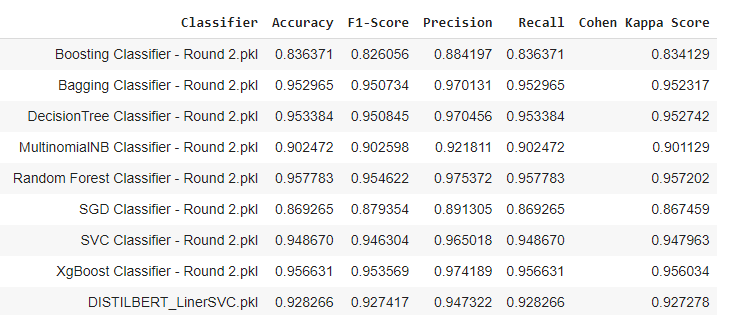 Classifier Accuracy F1-Score Precision Recall Cohen Kappa Score
Boosting Classifier - Round 2.pkl 0.836371 0.826056 0.884197 0.836371 0.834129
Bagging Classifier - Round 2.pkl 0.952965 0.950734 0.970131 0.952965 0.952317
DecisionTree Classifier - Round 2.pkl 0.953384 0.950845 0.970456 0.953384 0.952742
MultinomialNB Classifier - Round 2.pkl 0.902472 0.902598 0.921811 0.902472 0.901129
Random Forest Classifier - Round 2.pkl 0.957783 0.954622 0.975372 0.957783 0.957202
SGD Classifier - Round 2.pkl 0.869265 0.879354 0.891305 0.869265 0.867459
SVC Classifier - Round 2.pkl 0.948670 0.946304 0.965018 0.948670 0.947963
XgBoost Classifier - Round 2.pkl 0.956631 0.953569 0.974189 0.956631 0.956034
DISTILBERT_LinerSVC.pkl 0.928266 0.927417 0.947322 0.928266 0.927278